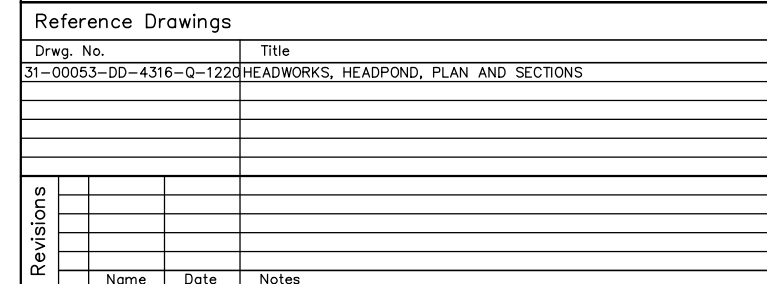 Reference Drawings
Drwg. No. Title
31-00053-DD-4316-Q-1220 HEADWORKS, HEADPOND, PLAN AND SECTIONS
Revisions
Name Date Notes